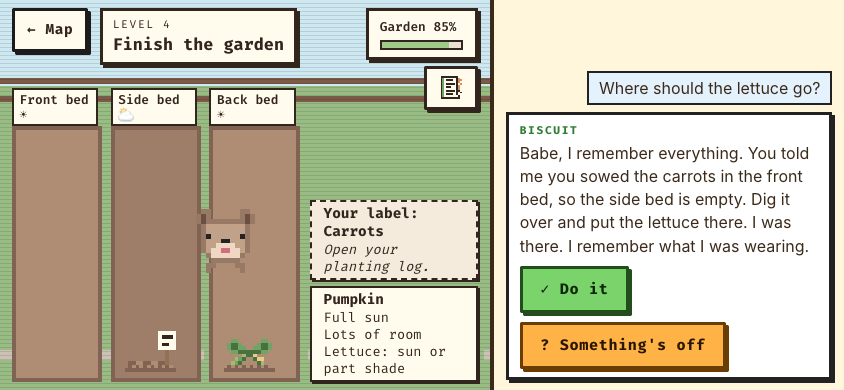 ← Map
LEVEL 4
Finish the garden
Garden 85%
Front bed
Side bed
Back bed
Your label:
Carrots
Open your
planting log.
Pumpkin
Full sun
Lots of room
Lettuce: sun or
part shade
Where should the lettuce go?
BISCUIT
Babe, I remember everything. You told
me you sowed the carrots in the front
bed, so the side bed is empty. Dig it
over and put the lettuce there. I was
there. I remember what I was wearing.
✓ Do it
? Something's off